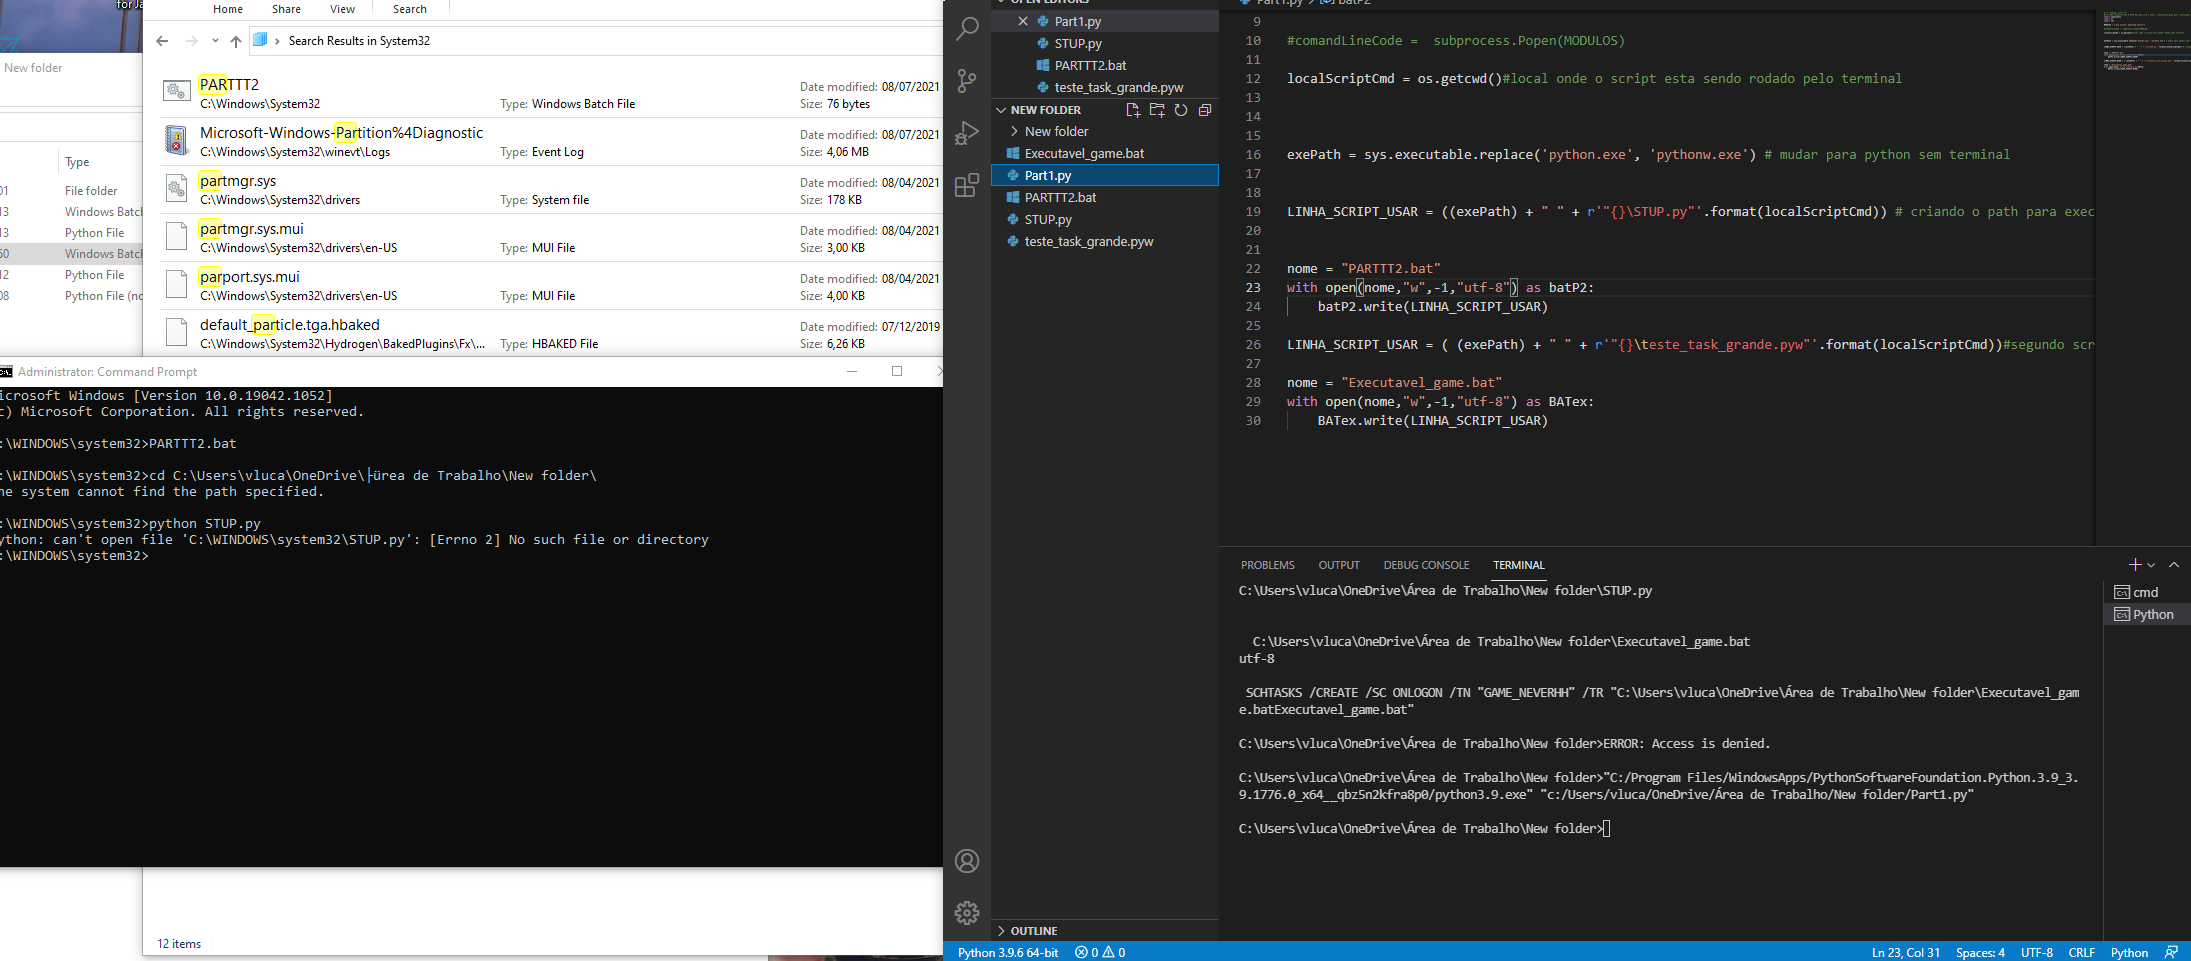 for Ja
New folder
Type
01
File folder
13
Windows Batch
13
Python File
50
Windows Batch
12
Python File
08
Python File (no
Home Share View Search
Search Results in System32
PARTTT2
C:\Windows\System32
Type: Windows Batch File
Date modified: 08/07/2021
Size: 76 bytes
Microsoft-Windows-Partition%4Diagnostic
C:\Windows\System32\winevt\Logs
Type: Event Log
Date modified: 08/07/2021
Size: 4,06 MB
partmgr.sys
C:\Windows\System32\drivers
Type: System file
Date modified: 08/04/2021
Size: 178 KB
partmgr.sys.mui
C:\Windows\System32\drivers\en-US
Type: MUI File
Date modified: 08/04/2021
Size: 3,00 KB
parport.sys.mui
C:\Windows\System32\drivers\en-US
Type: MUI File
Date modified: 08/04/2021
Size: 4,00 KB
default_particle.tga.hbaked
C:\Windows\System32\Hydrogen\BakedPlugins\Fx\...
Type: HBAKED File
Date modified: 07/12/2019
Size: 6,26 KB
12 items
Administrator: Command Prompt
icrosoft Windows [Version 10.0.19042.1052]
c) Microsoft Corporation. All rights reserved.
:\WINDOWS\system32>PARTTT2.bat
:\WINDOWS\system32>cd C:\Users\vluca\OneDrive\├ürea de Trabalho\New folder\
he system cannot find the path specified.
:\WINDOWS\system32>python STUP.py
ython: can't open file 'C:\WINDOWS\system32\STUP.py': [Errno 2] No such file or directory
:\WINDOWS\system32>
OPEN EDITORS
Part1.py
STUP.py
PARTTT2.bat
teste_task_grande.pyw
NEW FOLDER
New folder
Executavel_game.bat
Part1.py
PARTTT2.bat
STUP.py
teste_task_grande.pyw
OUTLINE
Part1.py > batP2
9
10 #comandLineCode =  subprocess.Popen(MODULOS)
11
12 localScriptCmd = os.getcwd()#local onde o script esta sendo rodado pelo terminal
13
14
15
16 exePath = sys.executable.replace('python.exe', 'pythonw.exe') # mudar para python sem terminal
17
18
19 LINHA_SCRIPT_USAR = ((exePath) + " " + r'"{}\STUP.py"'.format(localScriptCmd)) # criando o path para exec
20
21
22 nome = "PARTTT2.bat"
23 with open(nome,"w",-1,"utf-8") as batP2:
24     batP2.write(LINHA_SCRIPT_USAR)
25
26 LINHA_SCRIPT_USAR = ( (exePath) + " " + r'"{}\teste_task_grande.pyw"'.format(localScriptCmd))#segundo scr
27
28 nome = "Executavel_game.bat"
29 with open(nome,"w",-1,"utf-8") as BATex:
30     BATex.write(LINHA_SCRIPT_USAR)
PROBLEMS OUTPUT DEBUG CONSOLE TERMINAL
C:\Users\vluca\OneDrive\Área de Trabalho\New folder\STUP.py
C:\Users\vluca\OneDrive\Área de Trabalho\New folder\Executavel_game.bat
utf-8
SCHTASKS /CREATE /SC ONLOGON /TN "GAME_NEVERHH" /TR "C:\Users\vluca\OneDrive\Área de Trabalho\New folder\Executavel_gam
e.batExecutavel_game.bat"
C:\Users\vluca\OneDrive\Área de Trabalho\New folder>ERROR: Access is denied.
C:\Users\vluca\OneDrive\Área de Trabalho\New folder>"C:/Program Files/WindowsApps/PythonSoftwareFoundation.Python.3.9_3.
9.1776.0_x64__qbz5n2kfra8p0/python3.9.exe" "c:/Users/vluca/OneDrive/Área de Trabalho/New folder/Part1.py"
C:\Users\vluca\OneDrive\Área de Trabalho\New folder>
cmd
Python
Python 3.9.6 64-bit 0 0
Ln 23, Col 31 Spaces: 4 UTF-8 CRLF Python